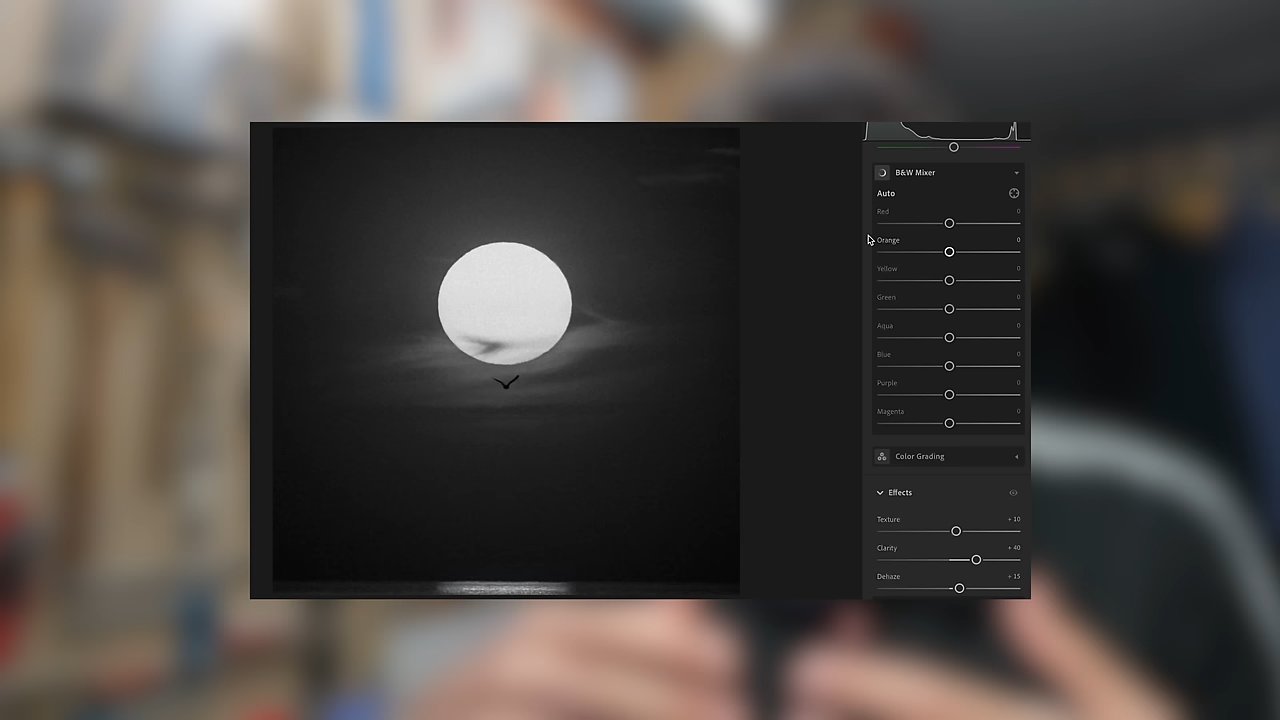 B&W Mixer
Auto
Red 0
Orange 0
Yellow 0
Green 0
Aqua 0
Blue 0
Purple 0
Magenta 0
Color Grading
Effects
Texture + 10
Clarity + 40
Dehaze + 15